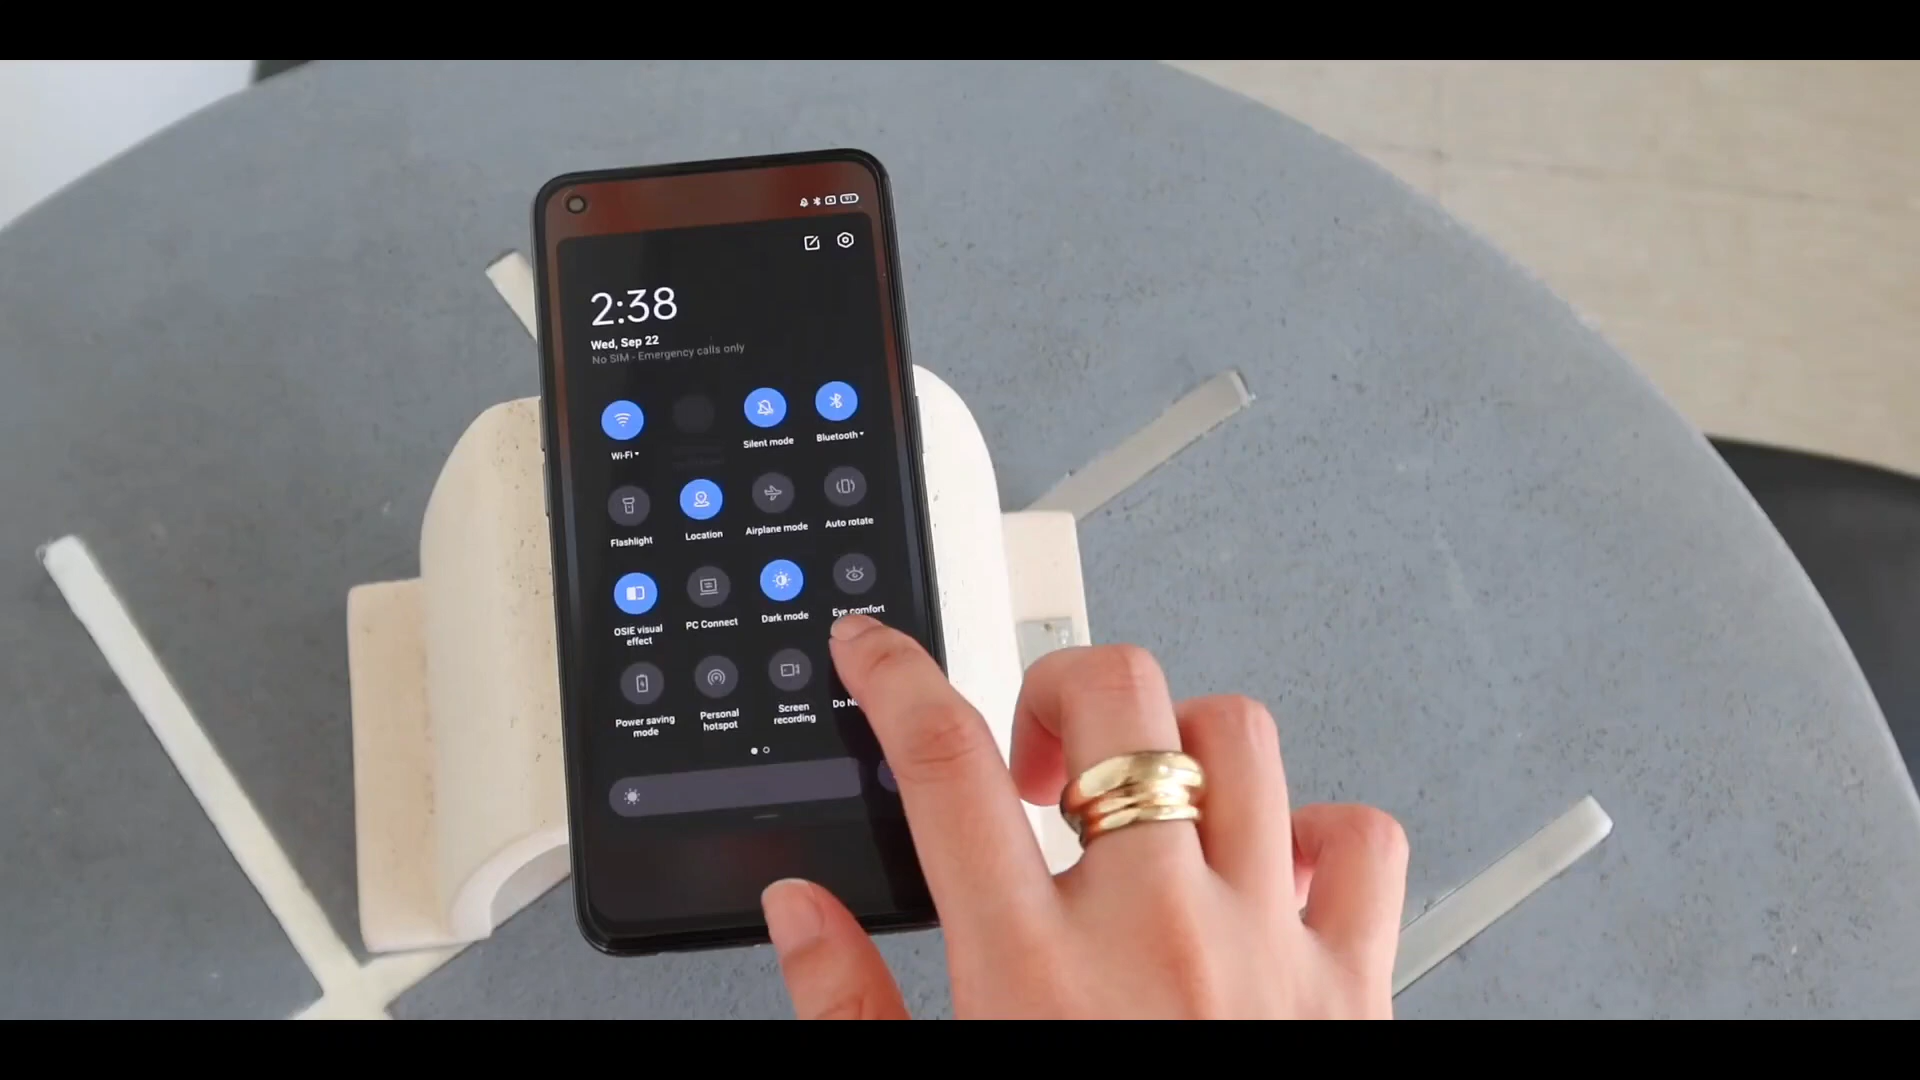 2:38
Wed, Sep 22
No SIM - Emergency calls only
Wi-Fi
Silent mode
Bluetooth
Flashlight
Location
Airplane mode
Auto rotate
OSIE visual
effect
PC Connect
Dark mode
Eye comfort
Power saving
mode
Personal
hotspot
Screen
recording
Do